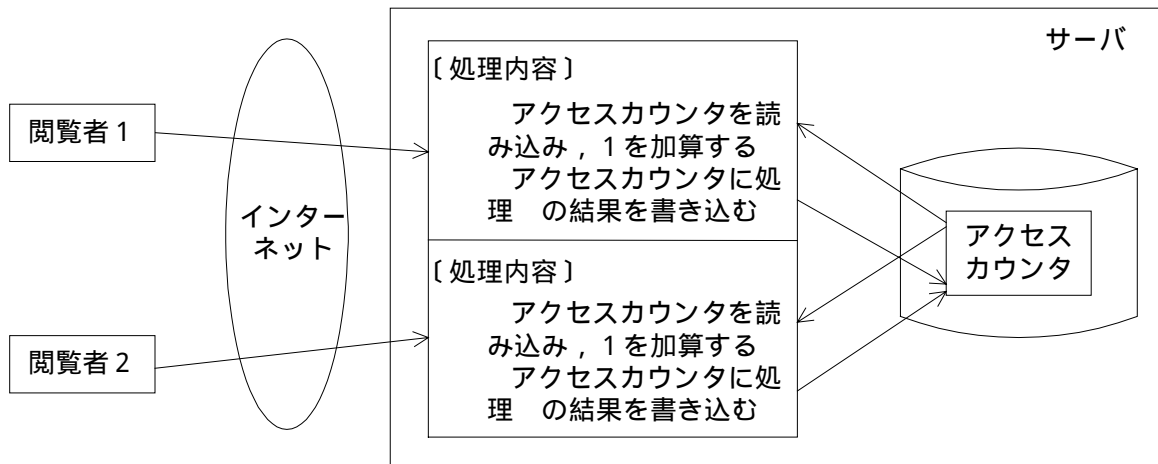 サーバ
閲覧者1
インター
ネット
〔処理内容〕
アクセスカウンタを読
み込み，1を加算する
アクセスカウンタに処
理　の結果を書き込む
アクセス
カウンタ
閲覧者2
〔処理内容〕
アクセスカウンタを読
み込み，1を加算する
アクセスカウンタに処
理　の結果を書き込む